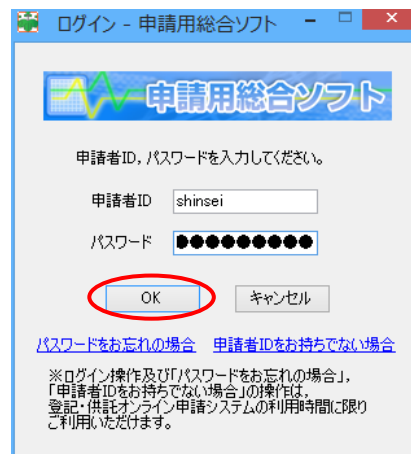 ログイン - 申請用総合ソフト
申請用総合ソフト
申請者ID, パスワードを入力してください。
申請者ID shinsei
パスワード ●●●●●●●●●
OK キャンセル
パスワードをお忘れの場合 申請者IDをお持ちでない場合
※ログイン操作及び「パスワードをお忘れの場合」,
「申請者IDをお持ちでない場合」の操作は,
登記・供託オンライン申請システムの利用時間に限り
ご利用いただけます。